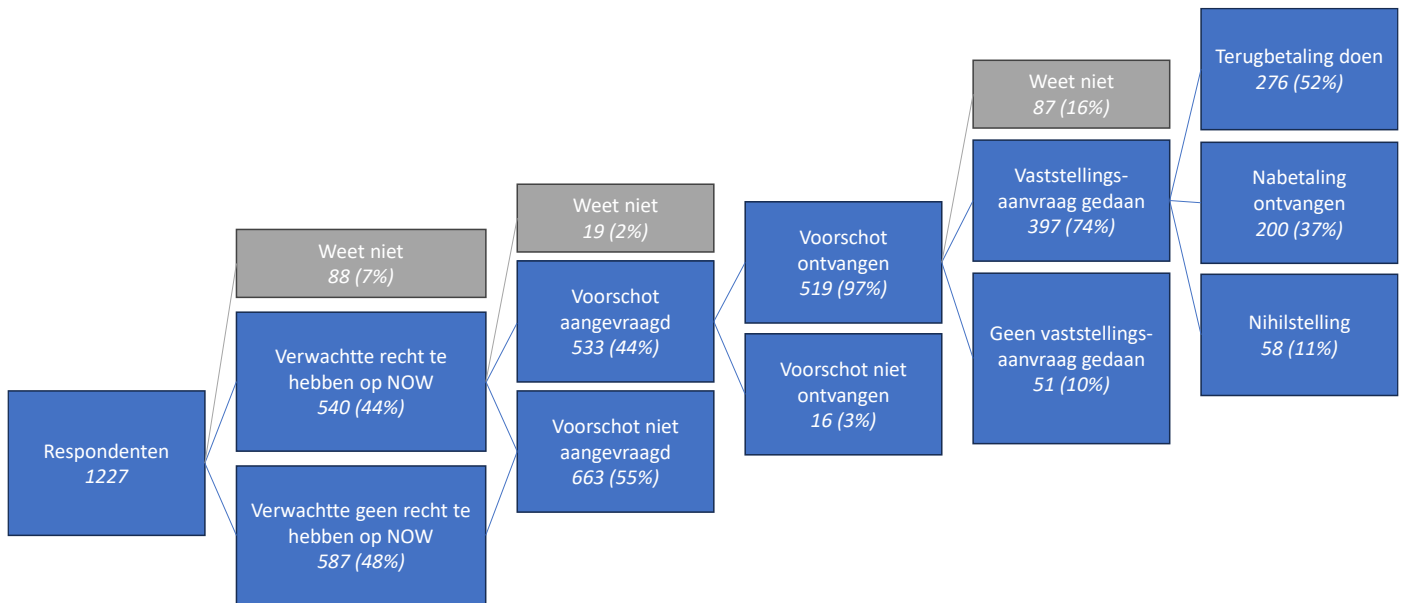 Respondenten
1227
Weet niet
88 (7%)
Verwachtte recht te
hebben op NOW
540 (44%)
Verwachtte geen recht te
hebben op NOW
587 (48%)
Weet niet
19 (2%)
Voorschot
aangevraagd
533 (44%)
Voorschot niet
aangevraagd
663 (55%)
Voorschot
ontvangen
519 (97%)
Voorschot niet
ontvangen
16 (3%)
Weet niet
87 (16%)
Vaststellings-
aanvraag gedaan
397 (74%)
Geen vaststellings-
aanvraag gedaan
51 (10%)
Terugbetaling doen
276 (52%)
Nabetaling
ontvangen
200 (37%)
Nihilstelling
58 (11%)